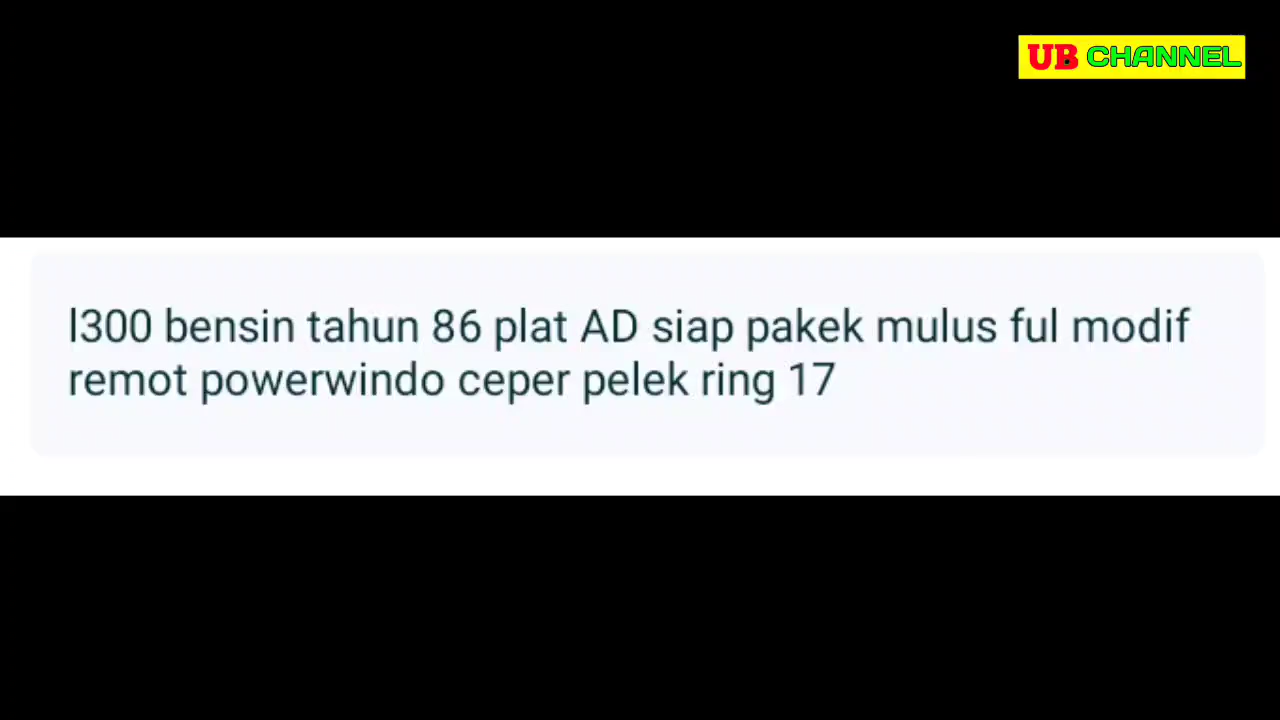 UB CHANNEL
l300 bensin tahun 86 plat AD siap pakek mulus ful modif
remot powerwindo ceper pelek ring 17